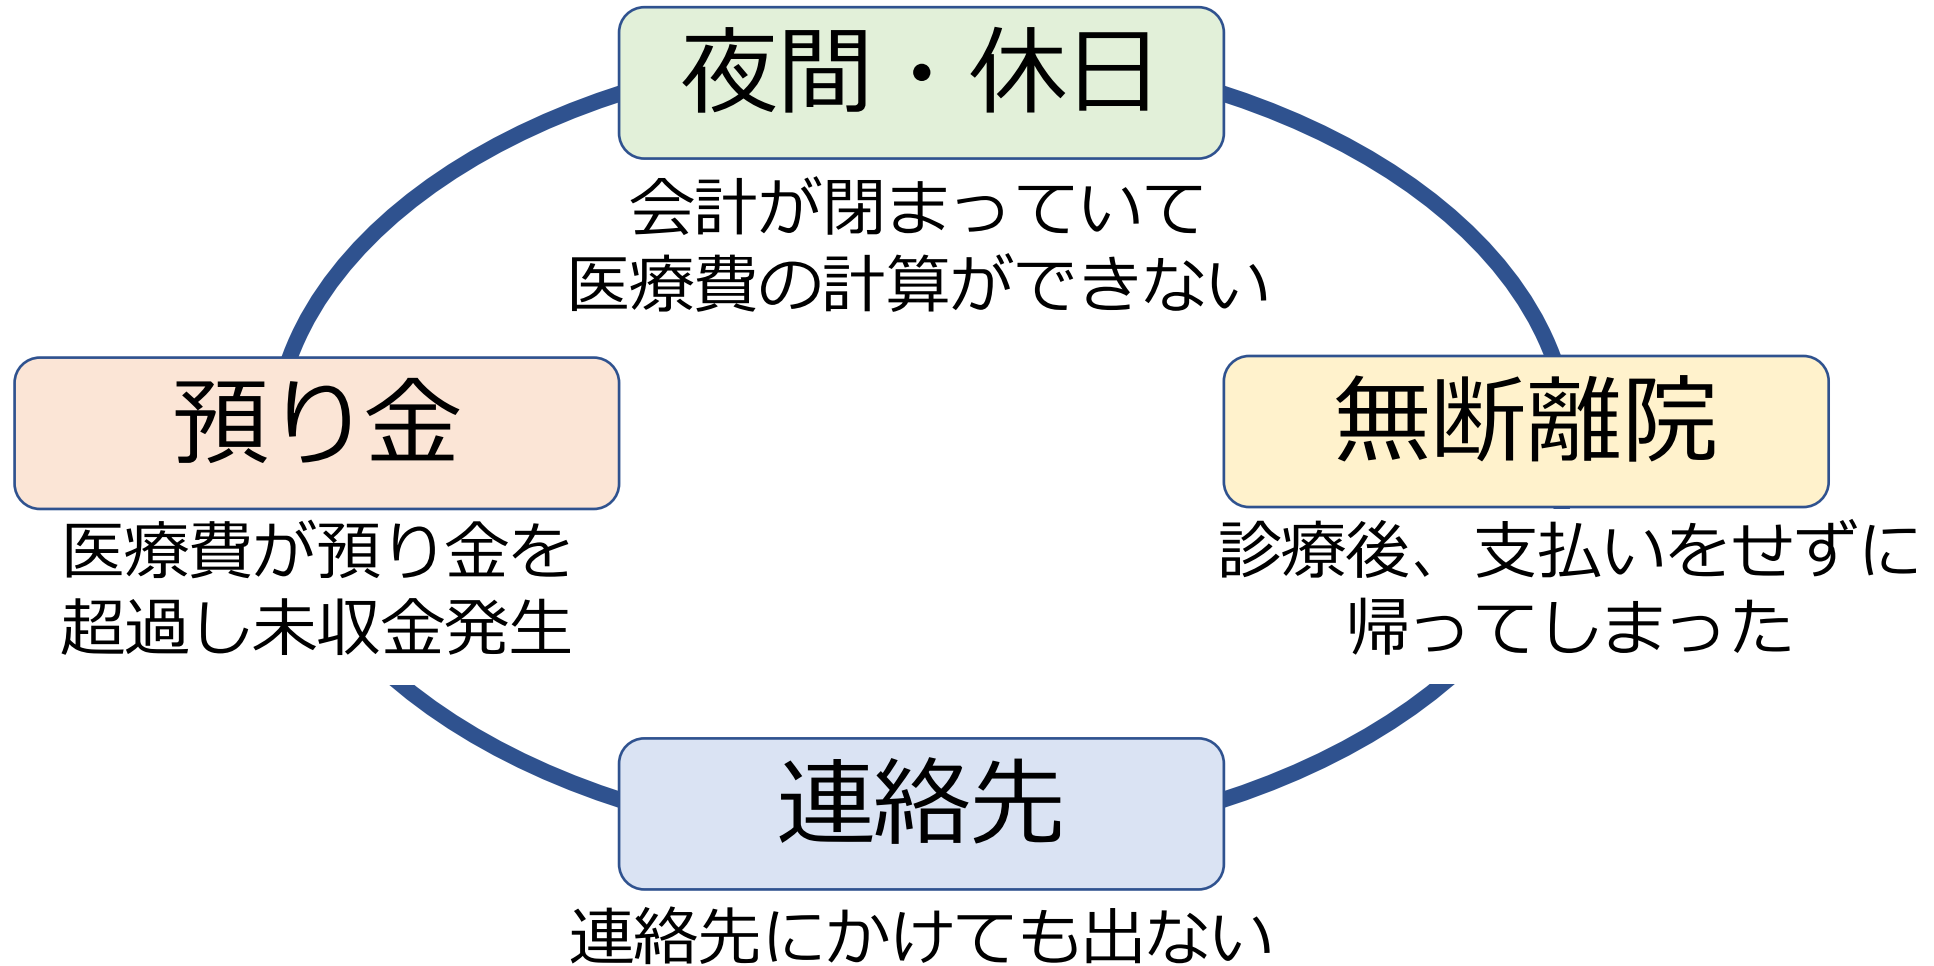 夜間・休日
会計が閉まっていて
医療費の計算ができない
預り金
医療費が預り金を
超過し未収金発生
無断離院
診療後、支払いをせずに
帰ってしまった
連絡先
連絡先にかけても出ない